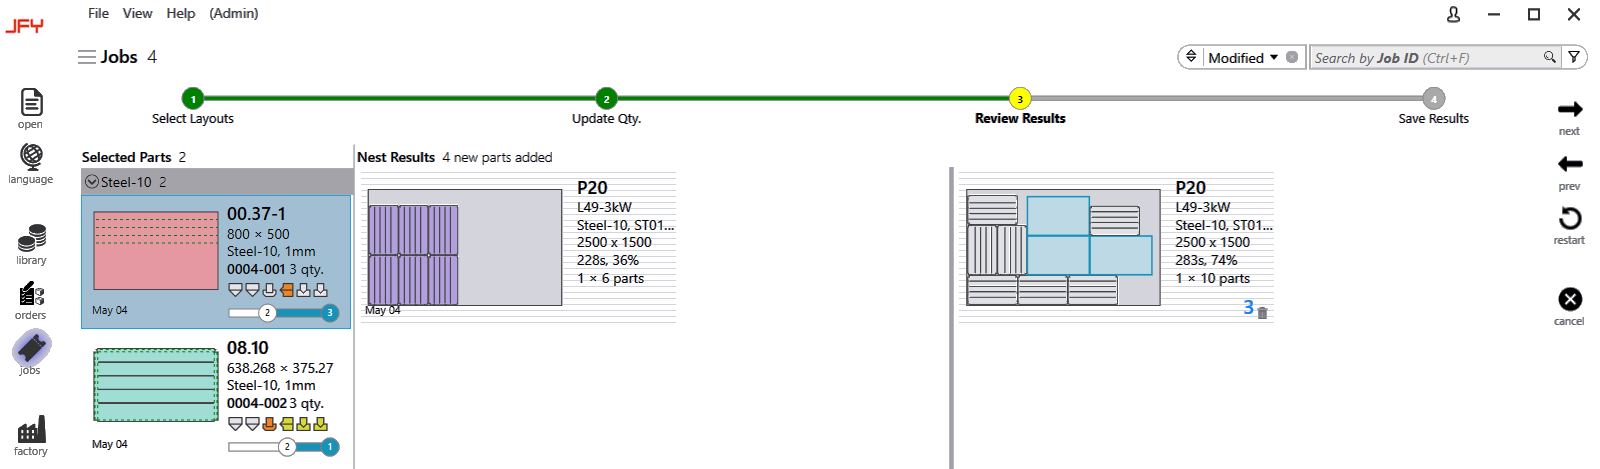 File View Help (Admin)
JFY
Jobs 4
Modified
Search by Job ID (Ctrl+F)
1 2 3 4
Select Layouts Update Qty. Review Results Save Results
open
language
library
orders
jobs
factory
Selected Parts 2
Steel-10 2
00.37-1
800 × 500
Steel-10, 1mm
0004-001 3 qty.
May 04
2 3
08.10
638.268 × 375.27
Steel-10, 1mm
0004-002 3 qty.
May 04
2 1
Nest Results 4 new parts added
P20
L49-3kW
Steel-10, ST01...
2500 x 1500
228s, 36%
1 × 6 parts
May 04
P20
L49-3kW
Steel-10, ST01...
2500 x 1500
283s, 74%
1 × 10 parts
3
next
prev
restart
cancel